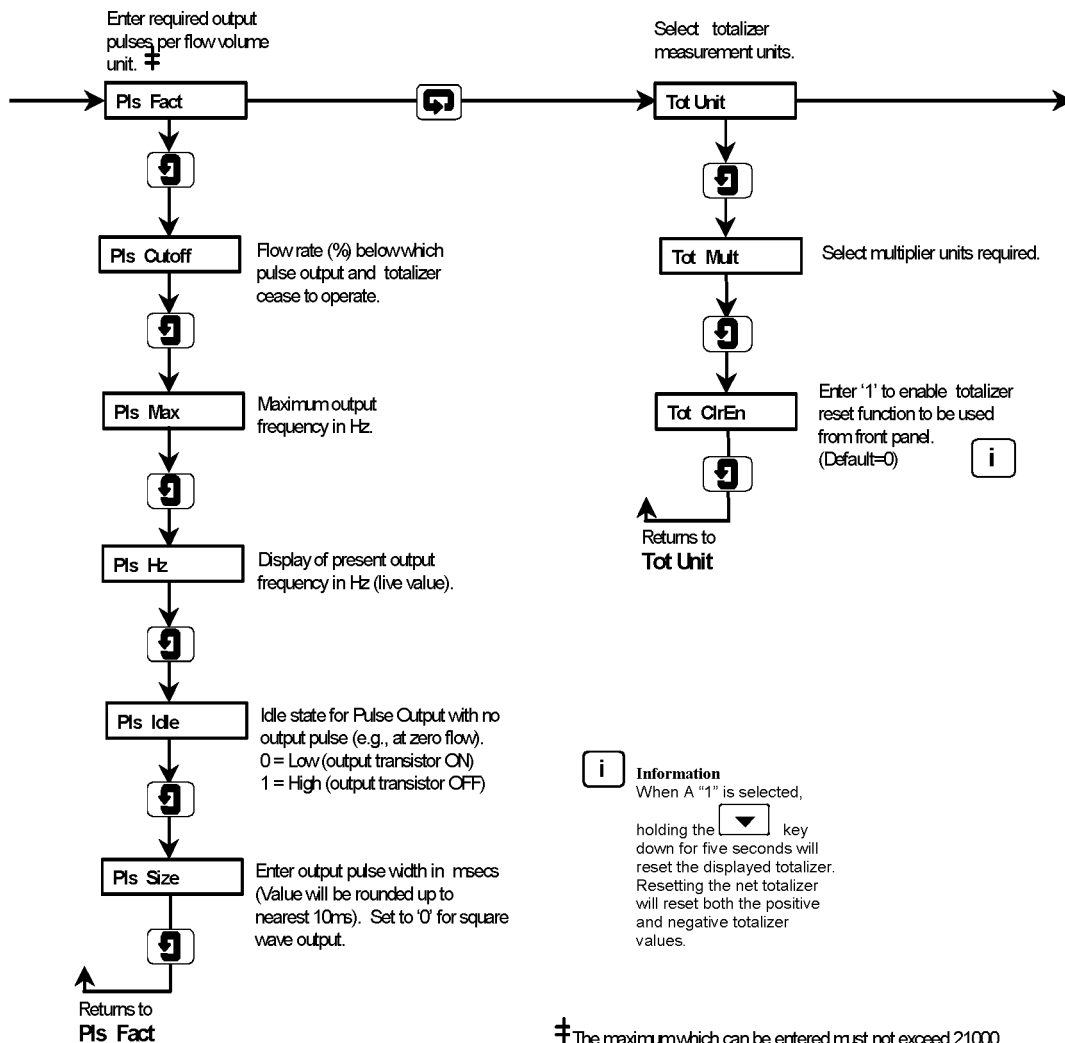 Enter required output
pulses per flow volume
unit. ‡
Pls Fact
Pls Cutoff
Flow rate (%) below which
pulse output and totalizer
cease to operate.
Pls Max
Maximum output
frequency in Hz.
Pls Hz
Display of present output
frequency in Hz (live value).
Pls Idle
Idle state for Pulse Output with no
output pulse (e.g., at zero flow).
0 = Low (output transistor ON)
1 = High (output transistor OFF)
Pls Size
Enter output pulse width in msecs
(Value will be rounded up to
nearest 10ms). Set to ‘0’ for square
wave output.
Returns to
Pls Fact
Select totalizer
measurement units.
Tot Unit
Tot Mult
Select multiplier units required.
Tot ClrEn
Enter ‘1’ to enable totalizer
reset function to be used
from front panel.
(Default=0)
i
Returns to
Tot Unit
i
Information
When A “1” is selected,
holding the key
down for five seconds will
reset the displayed totalizer.
Resetting the net totalizer
will reset both the positive
and negative totalizer
values.
‡ The maximum which can be entered must not exceed 21000